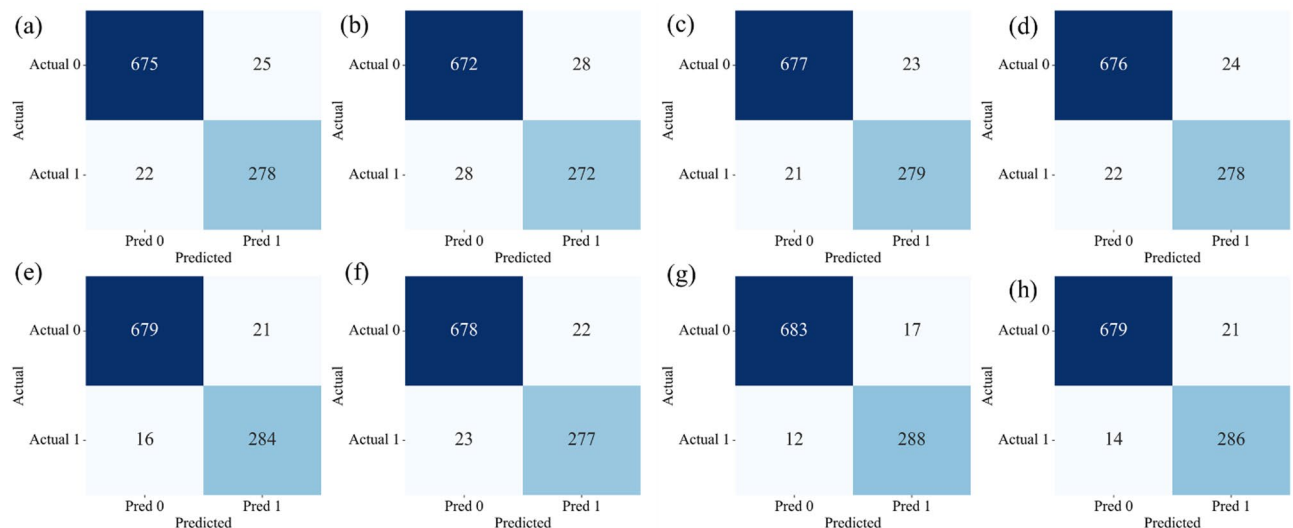 (a)
Actual 0
675 25
Actual
Actual 1
22 278
Pred 0 Pred 1
Predicted
(b)
Actual 0
672 28
Actual
Actual 1
28 272
Pred 0 Pred 1
Predicted
(c)
Actual 0
677 23
Actual
Actual 1
21 279
Pred 0 Pred 1
Predicted
(d)
Actual 0
676 24
Actual
Actual 1
22 278
Pred 0 Pred 1
Predicted
(e)
Actual 0
679 21
Actual
Actual 1
16 284
Pred 0 Pred 1
Predicted
(f)
Actual 0
678 22
Actual
Actual 1
23 277
Pred 0 Pred 1
Predicted
(g)
Actual 0
683 17
Actual
Actual 1
12 288
Pred 0 Pred 1
Predicted
(h)
Actual 0
679 21
Actual
Actual 1
14 286
Pred 0 Pred 1
Predicted